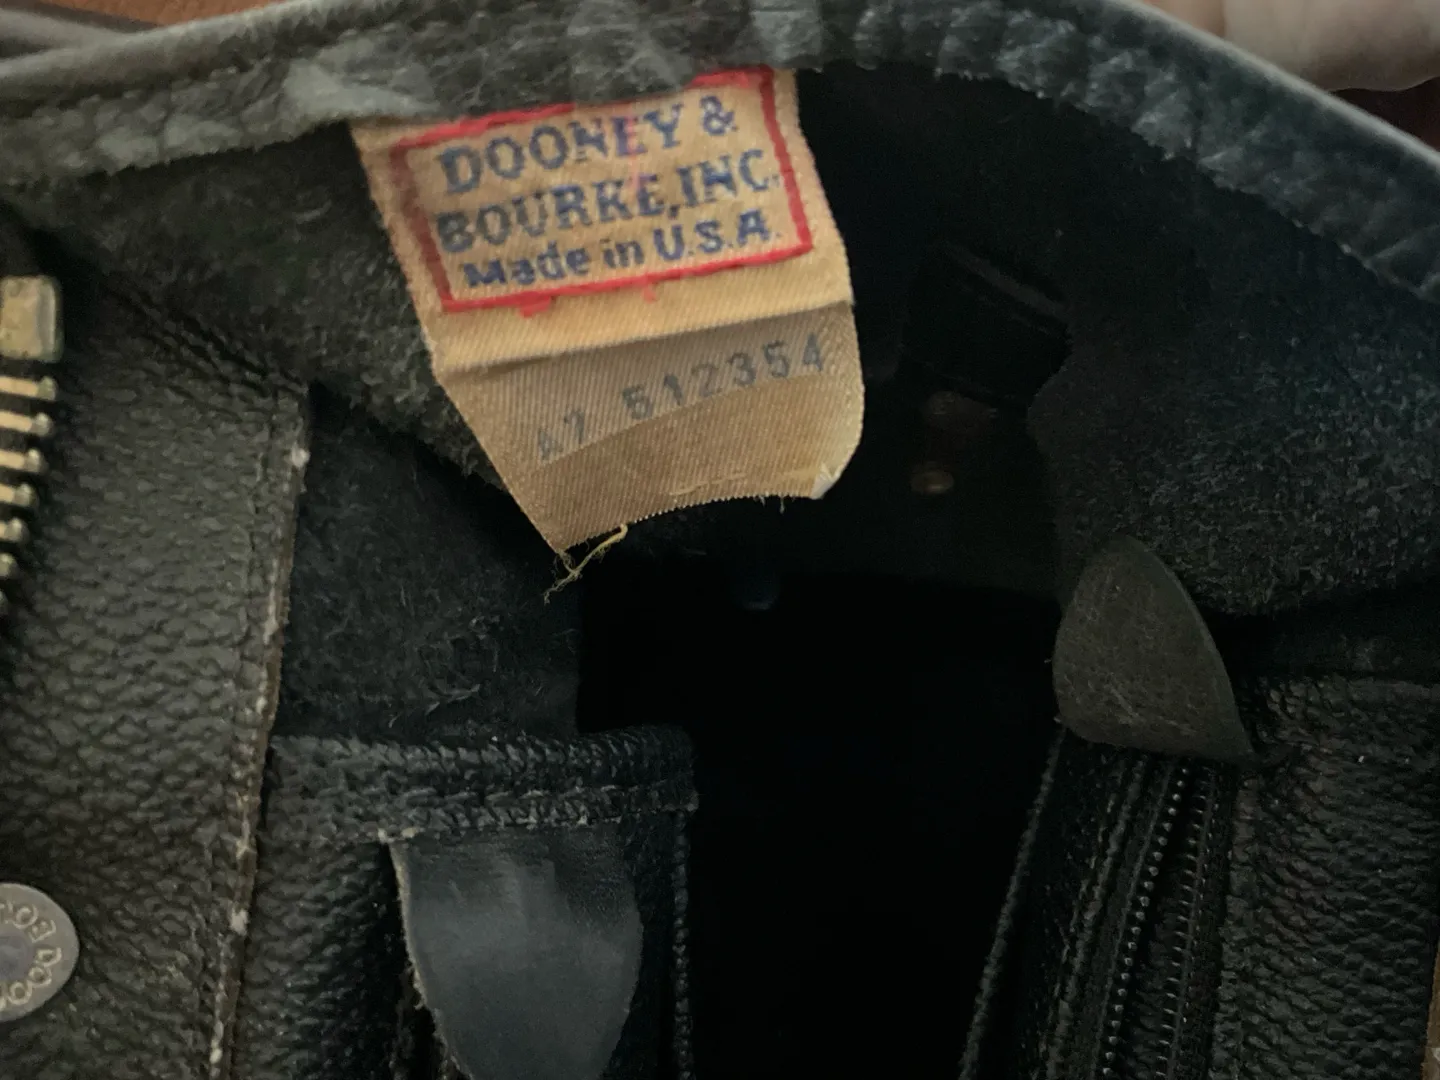 DOONEY &
BOURKE, INC.
Made in U.S.A.
A7 512354